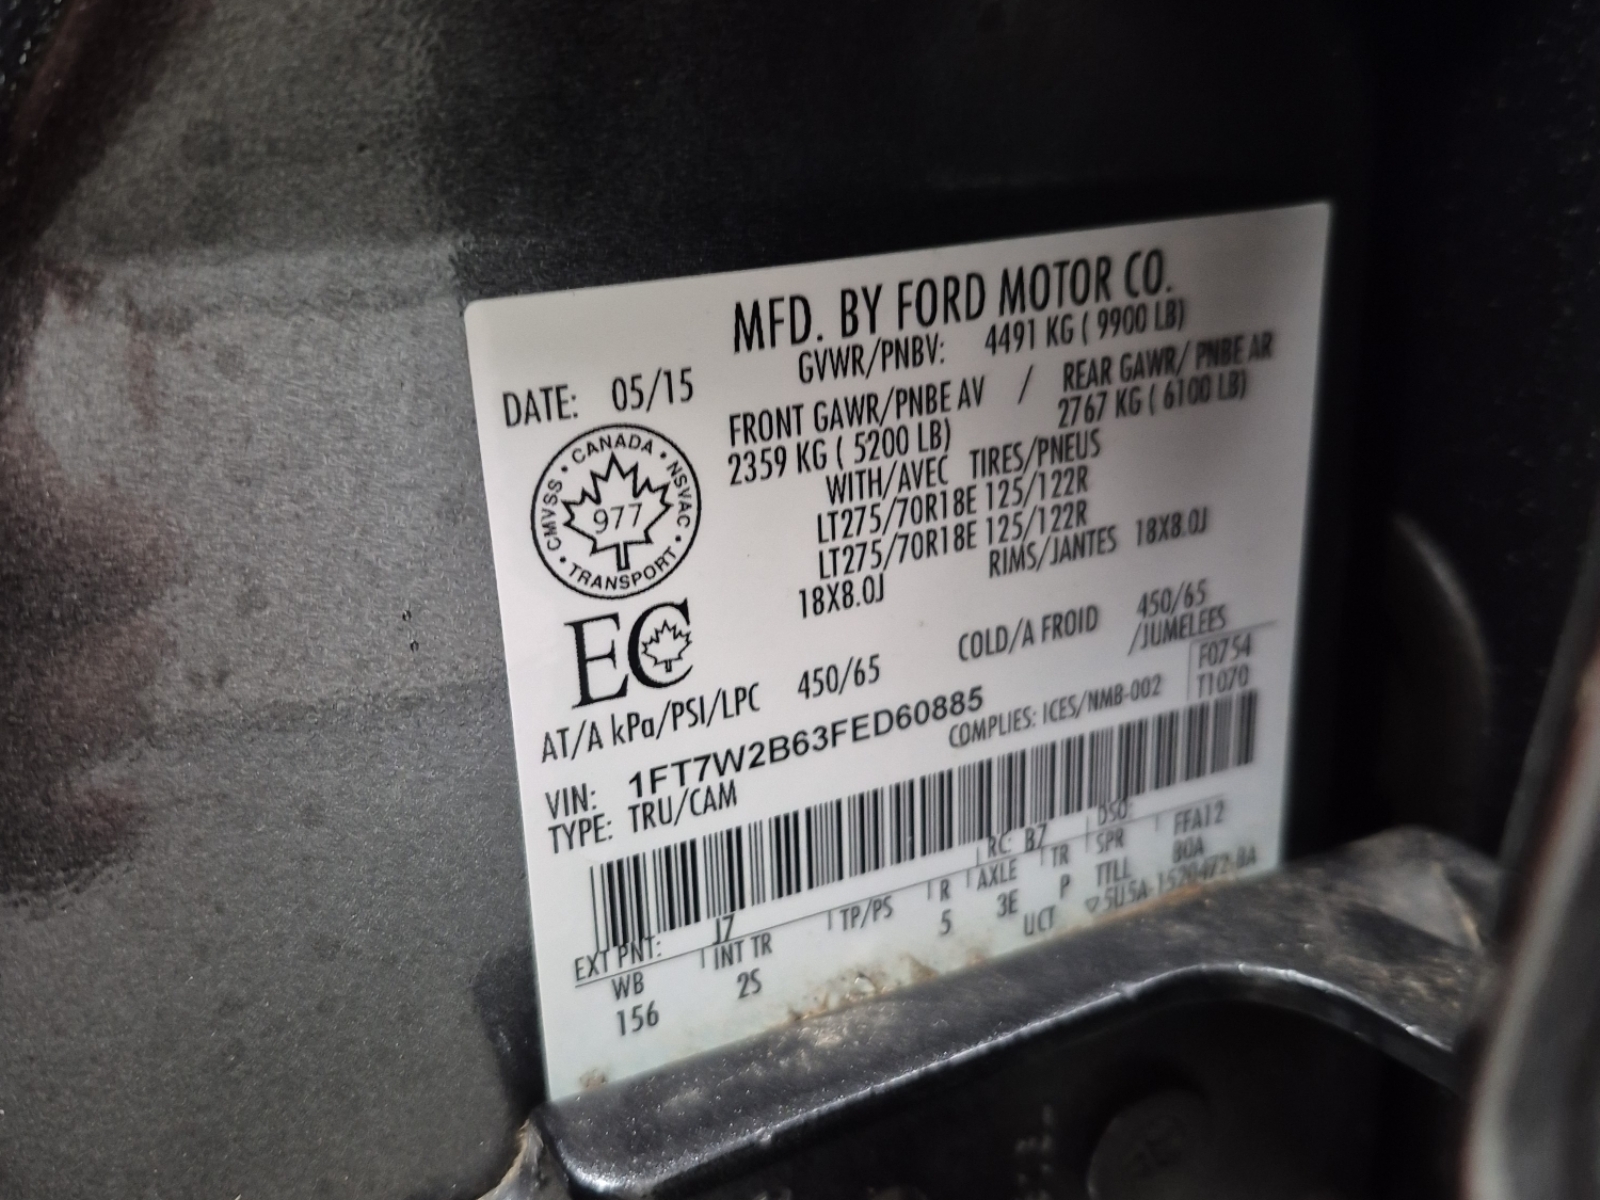 MFD. BY FORD MOTOR CO.
DATE: 05/15
GVWR/PNBV: 4491 KG ( 9900 LB)
FRONT GAWR/PNBE AV / REAR GAWR/ PNBE AR
2359 KG ( 5200 LB) 2767 KG ( 6100 LB)
WITH/AVEC TIRES/PNEUS
LT275/70R18E 125/122R
LT275/70R18E 125/122R
18X8.0J RIMS/JANTES 18X8.0J
CMVSS • CANADA • NSVAC • TRANSPORT •
977
EC
AT/A kPa/PSI/LPC 450/65 COLD/A FROID 450/65
/JUMELEES
VIN: 1FT7W2B63FED60885
COMPLIES: ICES/NMB-002
F0754
T1070
TYPE: TRU/CAM
EXT PNT: J7 RC: B7 DSO: FFA12
WB INT TR TP/PS R AXLE TR SPR BOA
156 2S 5 3E P TTLL
UCT ▽5U5A-1520472-BA